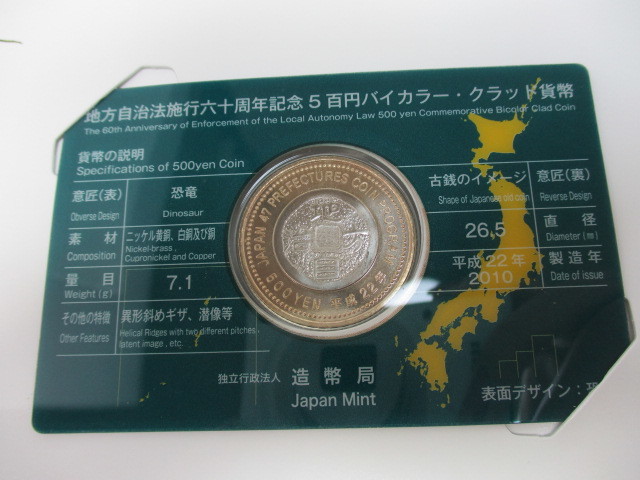 地方自治法施行六十周年記念５百円バイカラー・クラッド貨幣
The 60th Anniversary of Enforcement of the Local Autonomy Law 500 yen Commemorative Bicolor Clad Coin
貨幣の説明
Specifications of 500yen Coin
意匠(表)
Obverse Design
恐竜
Dinosaur
素材
Composition
ニッケル黄銅、白銅及び銅
Nickel-brass,
Cupronickel and Copper
量目
Weight(g)
7.1
その他の特徴
Other Features
異形斜めギザ、潜像等
Helical Ridges with two different pitches,
latent image, etc.
JAPAN 47 PREFECTURES COIN
500YEN 平成22年
古銭のイメージ
Shape of Japanese old coin
意匠(裏)
Reverse Design
26.5
直径
Diameter(㎜)
平成22年
2010
製造年
Date of issue
独立行政法人 造幣局
Japan Mint
表面デザイン：